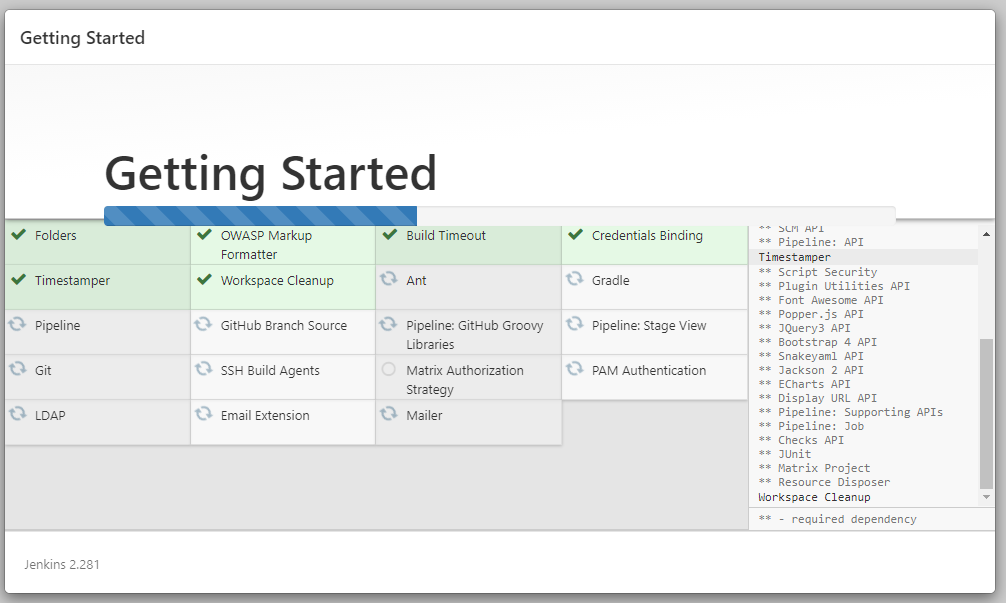 Getting Started
Getting Started
Folders
OWASP Markup
Formatter
Build Timeout
Credentials Binding
Timestamper
Workspace Cleanup
Ant
Gradle
Pipeline
GitHub Branch Source
Pipeline: GitHub Groovy
Libraries
Pipeline: Stage View
Git
SSH Build Agents
Matrix Authorization
Strategy
PAM Authentication
LDAP
Email Extension
Mailer
** SCM API
** Pipeline: API
Timestamper
** Script Security
** Plugin Utilities API
** Font Awesome API
** Popper.js API
** JQuery3 API
** Bootstrap 4 API
** Snakeyaml API
** Jackson 2 API
** ECharts API
** Display URL API
** Pipeline: Supporting APIs
** Pipeline: Job
** Checks API
** JUnit
** Matrix Project
** Resource Disposer
Workspace Cleanup
** - required dependency
Jenkins 2.281